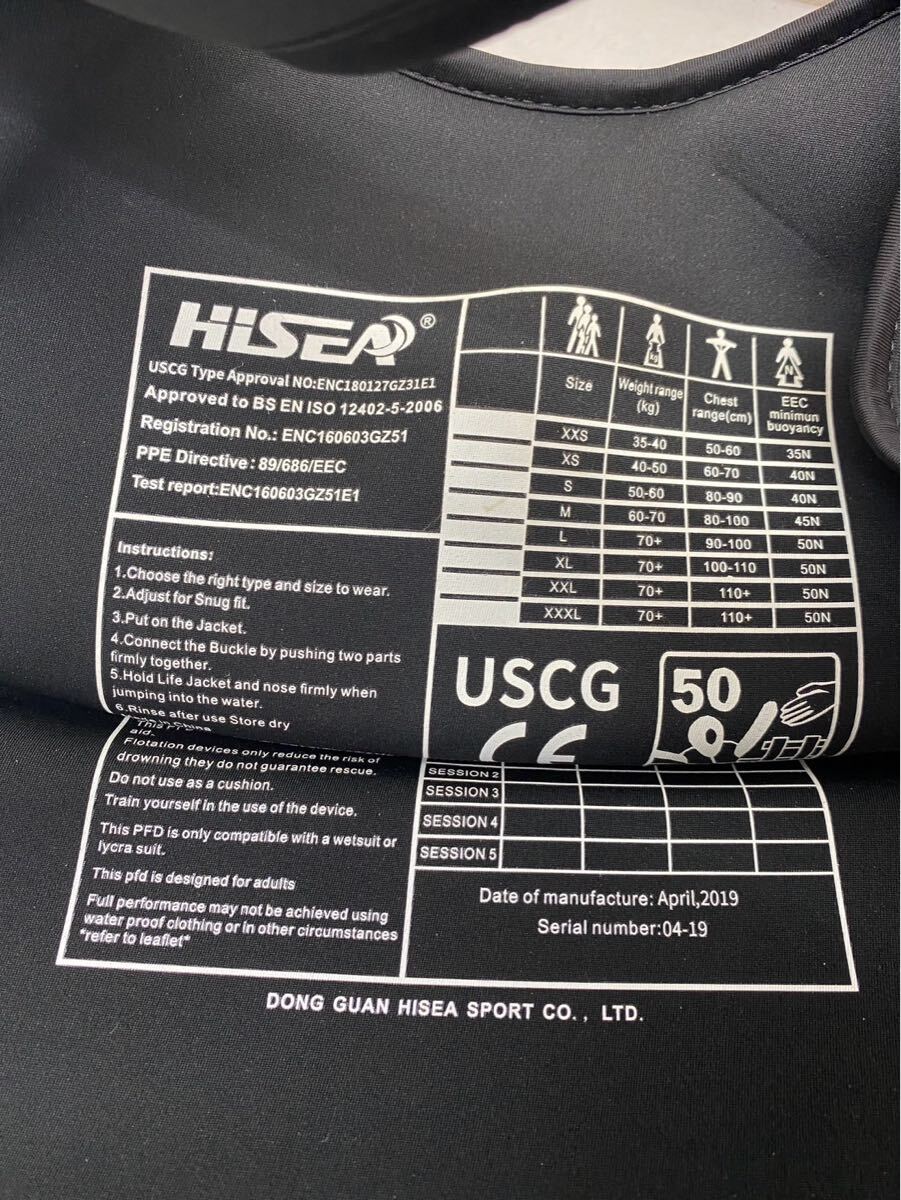 HiSEA®
USCG Type Approval NO:ENC180127GZ31E1
Approved to BS EN ISO 12402-5-2006
Registration No.: ENC160603GZ51
PPE Directive: 89/686/EEC
Test report:ENC160603GZ51E1
Instructions:
1.Choose the right type and size to wear.
2.Adjust for Snug fit.
3.Put on the Jacket.
4.Connect the Buckle by pushing two parts
firmly together.
5.Hold Life Jacket and nose firmly when
jumping into the water.
6.Rinse after use Store dry
kg
N
Size Weight range (kg) Chest range(cm) EEC minimun buoyancy
XXS 35-40 50-60 35N
XS 40-50 60-70 40N
S 50-60 80-90 40N
M 60-70 80-100 45N
L 70+ 90-100 50N
XL 70+ 100-110 50N
XXL 70+ 110+ 50N
XXXL 70+ 110+ 50N
USCG
CE
50
aid.
Flotation devices only reduce the risk of
drowning they do not guarantee rescue.
Do not use as a cushion.
Train yourself in the use of the device.
This PFD is only compatible with a wetsuit or
lycra suit.
This pfd is designed for adults
Full performance may not be achieved using
water proof clothing or in other circumstances
*refer to leaflet*
SESSION 2
SESSION 3
SESSION 4
SESSION 5
Date of manufacture: April,2019
Serial number:04-19
DONG GUAN HISEA SPORT CO., LTD.